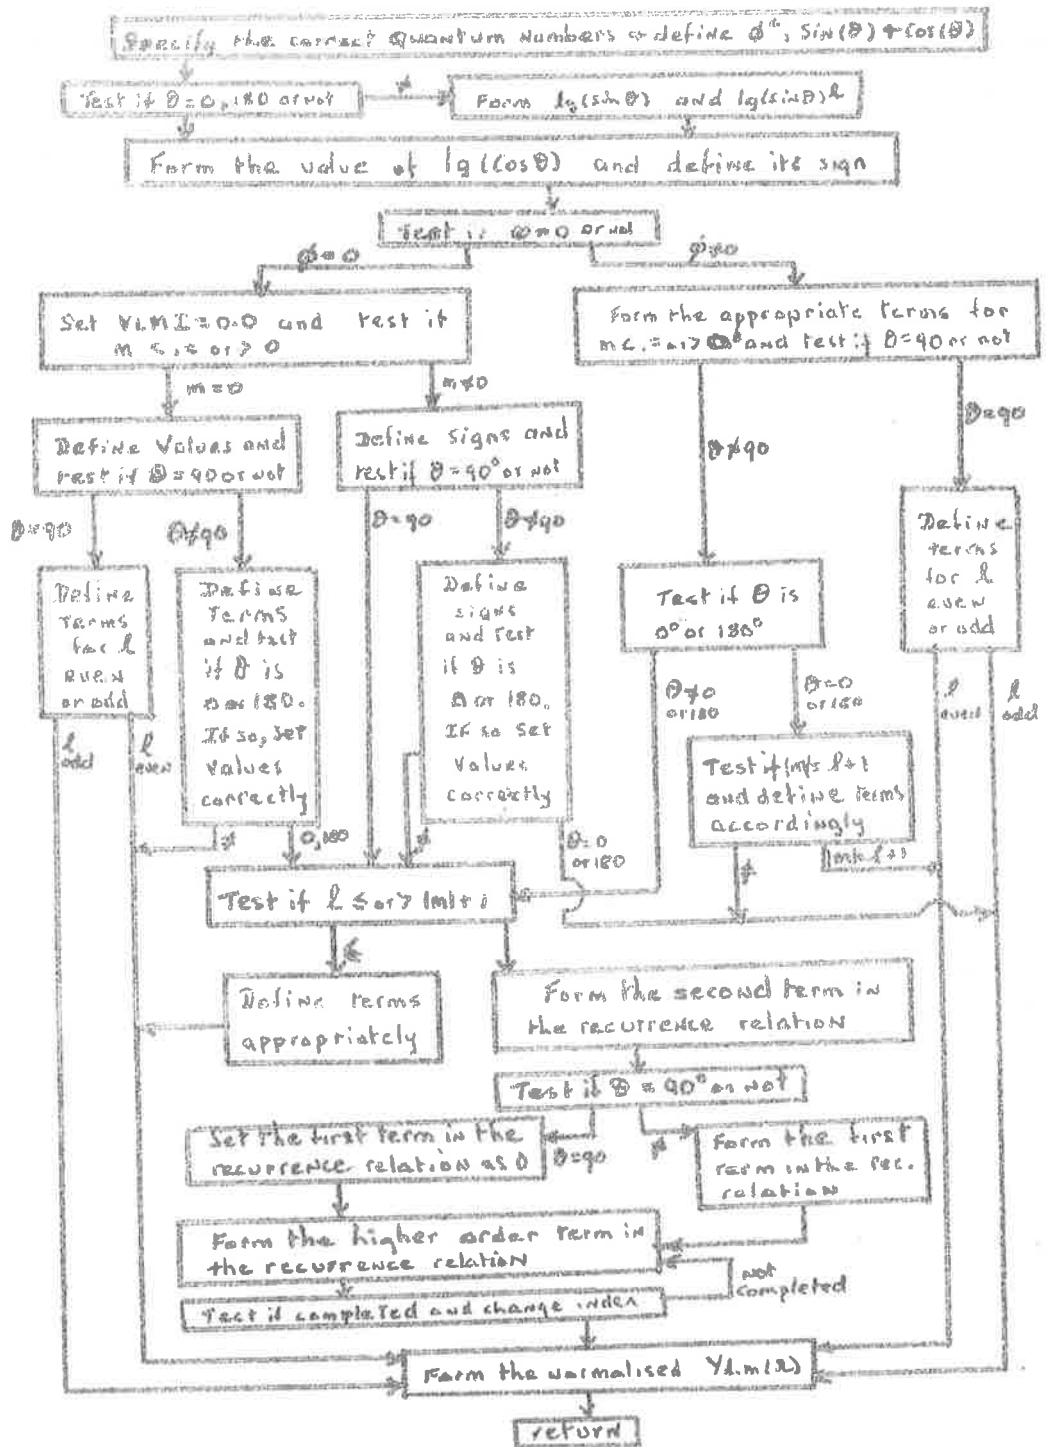 Specify the correct Quantum Numbers + define φ, Sin(θ) + Cos(θ)
Test if θ=0, 180 or not
≠
Form lg(sinθ) and lg(sinθ)ℓ
Form the value of lg(Cosθ) and define its sign
Test if φ=0 or not
φ=0
φ≠0
Set YLMI=0.0 and test if
m <, = or > 0
Form the appropriate terms for
m <, = or > 0 and test if θ=90 or not
m=0
m≠0
Define Values and
test if θ=90 or not
Define signs and
test if θ=90° or not
θ≠90
θ=90
θ=90
θ≠90
θ=90
θ≠90
Define
terms
for ℓ
even
or odd
Define
Terms
and test
if θ is
0 or 180.
If so, set
values
correctly
Define
signs
and test
if θ is
0 or 180.
If so set
values
correctly
Test if θ is
0° or 180°
Define
terms
for ℓ
even
or odd
θ≠0
or 180
θ=0
or 180
ℓ
even
ℓ
odd
ℓ
odd
ℓ
even
Test if |m|≤ ℓ+1
and define terms
accordingly
≠
0,180
≠
θ=0
or 180
≠
ℓ+1
Test if ℓ ≤ or > |m|+1
≤
Define terms
appropriately
Form the second term in
the recurrence relation
Test if θ = 90° or not
Set the first term in the
recurrence relation as 0
θ=90
≠
Form the first
term in the rec.
relation
Form the higher order term in
the recurrence relation
Not
completed
Test if completed and change index
Form the normalised Yℓ,m(Ω)
return